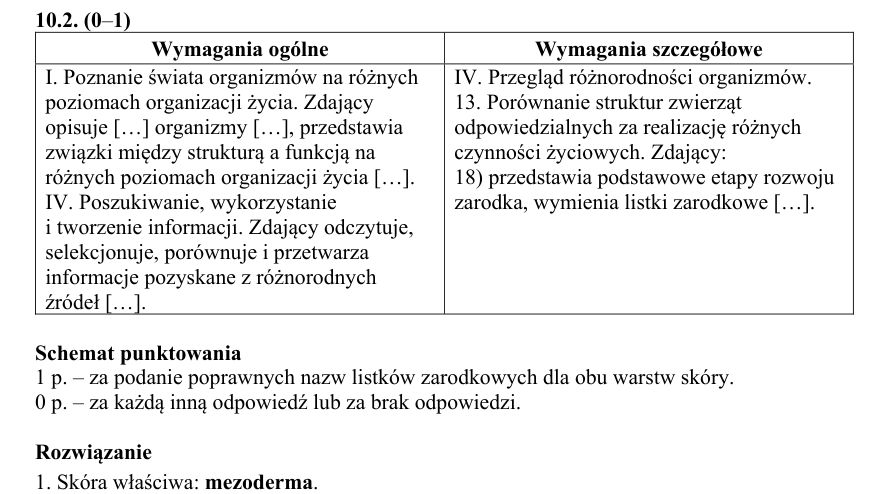 10.2. (0–1)
Wymagania ogólne
Wymagania szczegółowe
I. Poznanie świata organizmów na różnych
poziomach organizacji życia. Zdający
opisuje […] organizmy […], przedstawia
związki między strukturą a funkcją na
różnych poziomach organizacji życia […].
IV. Poszukiwanie, wykorzystanie
i tworzenie informacji. Zdający odczytuje,
selekcjonuje, porównuje i przetwarza
informacje pozyskane z różnorodnych
źródeł […].
IV. Przegląd różnorodności organizmów.
13. Porównanie struktur zwierząt
odpowiedzialnych za realizację różnych
czynności życiowych. Zdający:
18) przedstawia podstawowe etapy rozwoju
zarodka, wymienia listki zarodkowe […].
Schemat punktowania
1 p. – za podanie poprawnych nazw listków zarodkowych dla obu warstw skóry.
0 p. – za każdą inną odpowiedź lub za brak odpowiedzi.
Rozwiązanie
1. Skóra właściwa: mezoderma.